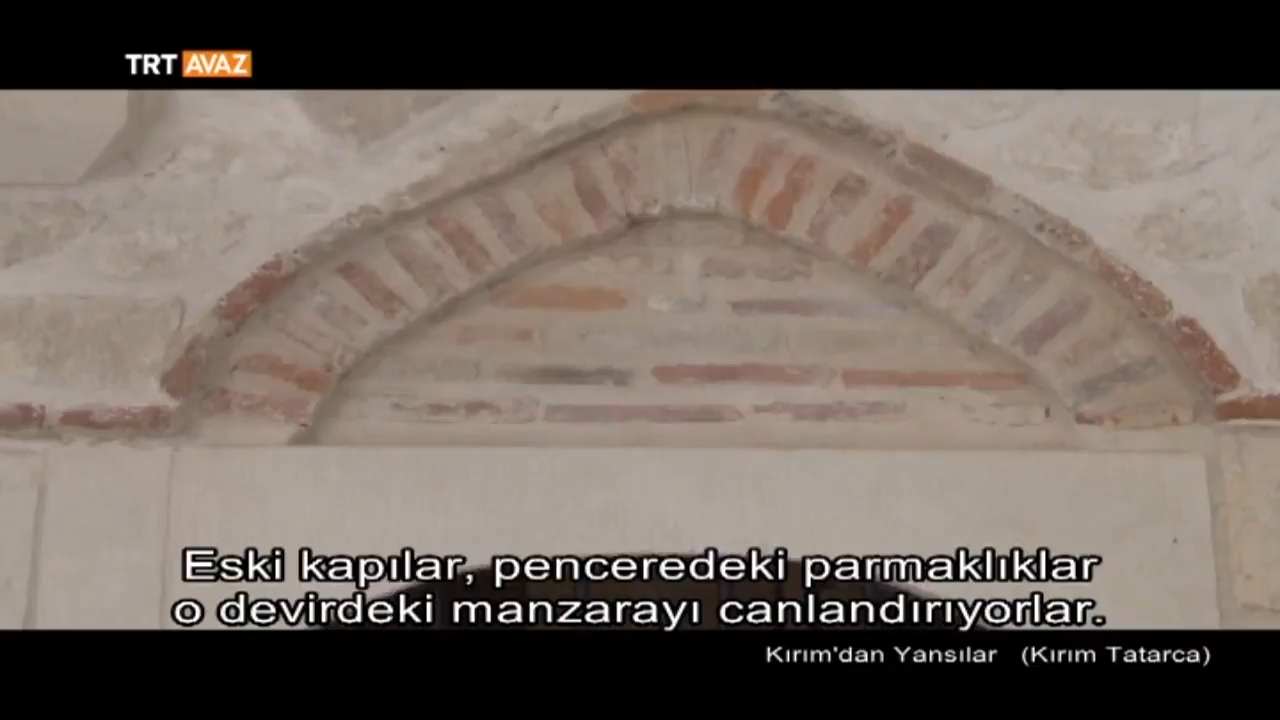 TRT AVAZ
Eski kapılar, penceredeki parmaklıklar
o devirdeki manzarayı canlandırıyorlar.
Kırım'dan Yansılar (Kırım Tatarca)